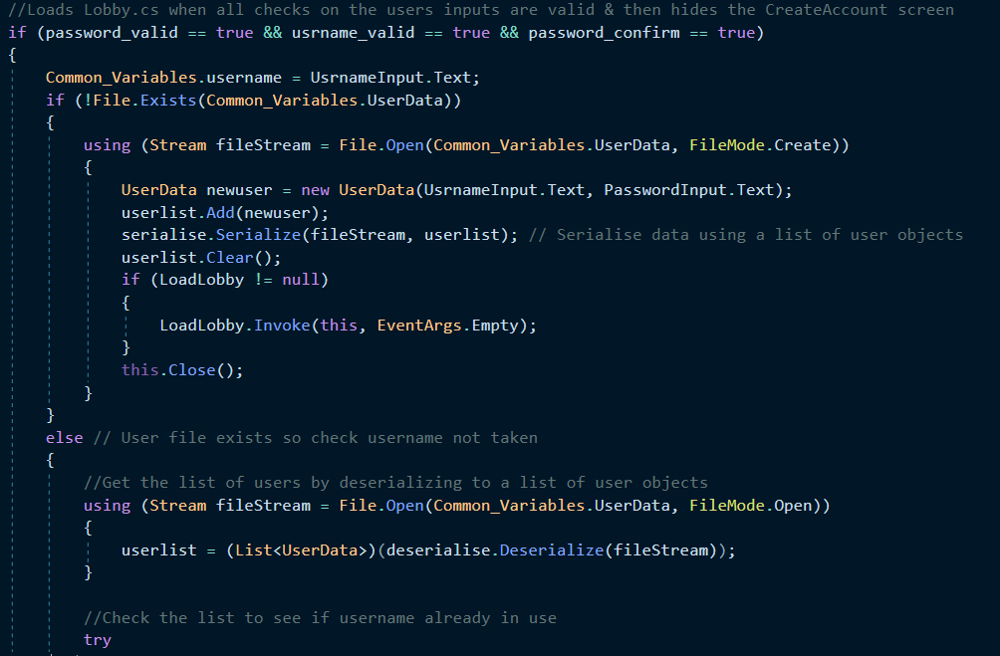 //Loads Lobby.cs when all checks on the users inputs are valid & then hides the CreateAccount screen
if (password_valid == true && usrname_valid == true && password_confirm == true)
{
    Common_Variables.username = UsrnameInput.Text;
    if (!File.Exists(Common_Variables.UserData))
    {
        using (Stream fileStream = File.Open(Common_Variables.UserData, FileMode.Create))
        {
            UserData newuser = new UserData(UsrnameInput.Text, PasswordInput.Text);
            userlist.Add(newuser);
            serialise.Serialize(fileStream, userlist); // Serialise data using a list of user objects
            userlist.Clear();
            if (LoadLobby != null)
            {
                LoadLobby.Invoke(this, EventArgs.Empty);
            }
            this.Close();
        }
    }
    else // User file exists so check username not taken
    {
        //Get the list of users by deserializing to a list of user objects
        using (Stream fileStream = File.Open(Common_Variables.UserData, FileMode.Open))
        {
            userlist = (List<UserData>)(deserialise.Deserialize(fileStream));
        }

        //Check the list to see if username already in use
        try